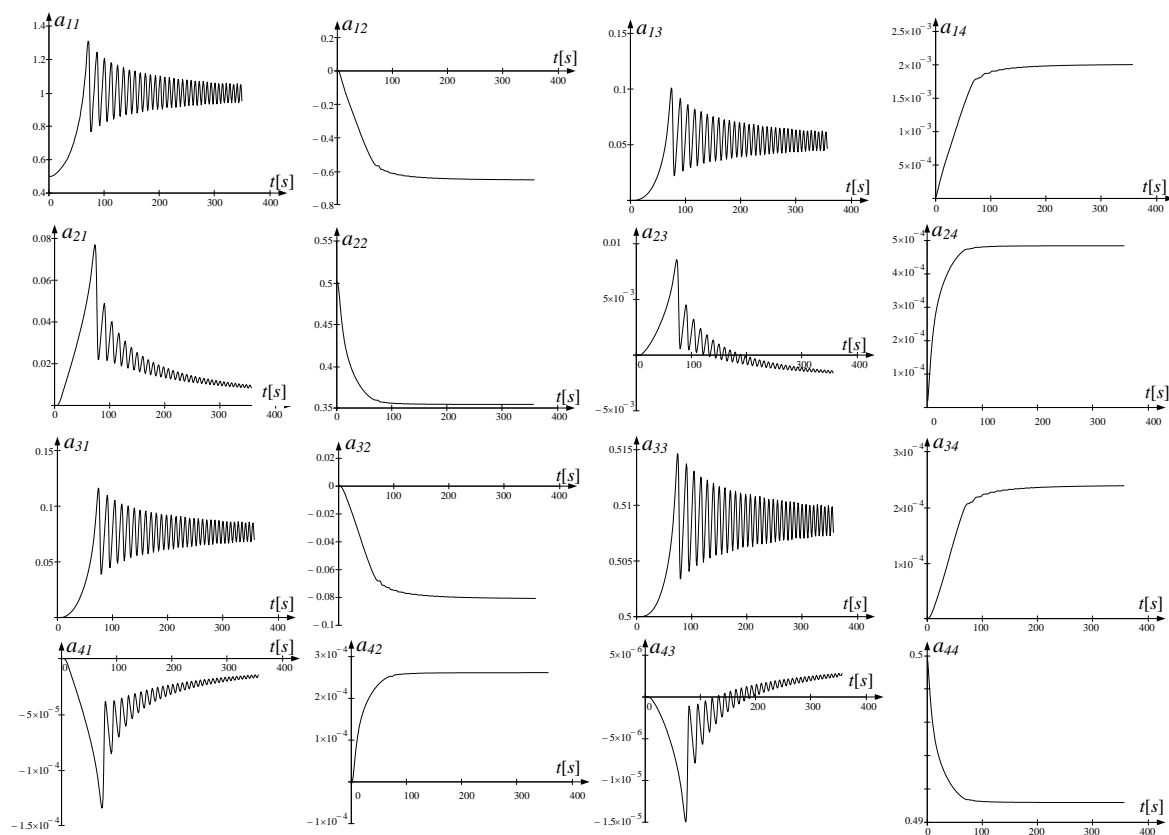 a11
1.4
1.2
1
0.8
0.6
0.4
t[s]
0 100 200 300 400
a12
0.2
0
− 0.2
− 0.4
− 0.6
− 0.8
t[s]
100 200 300 400
a13
0.15
0.1
0.05
t[s]
0 100 200 300 400
a14
2.5×10⁻³
2×10⁻³
1.5×10⁻³
1×10⁻³
5×10⁻⁴
t[s]
0 100 200 300 400
a21
0.08
0.06
0.04
0.02
t[s]
0 100 200 300 400
a22
0.55
0.5
0.45
0.4
0.35
t[s]
0 100 200 300 400
a23
0.01
5×10⁻³
− 5×10⁻³
t[s]
0 100 200 300 400
a24
5×10⁻⁴
4×10⁻⁴
3×10⁻⁴
2×10⁻⁴
1×10⁻⁴
t[s]
0 100 200 300 400
a31
0.15
0.1
0.05
t[s]
0 100 200 300 400
a32
0.02
0
− 0.02
− 0.04
− 0.06
− 0.08
− 0.1
t[s]
100 200 300 400
a33
0.515
0.51
0.505
0.5
t[s]
0 100 200 300 400
a34
3×10⁻⁴
2×10⁻⁴
1×10⁻⁴
t[s]
0 100 200 300 400
a41
−5×10⁻⁵
−1×10⁻⁴
−1.5×10⁻⁴
t[s]
0 100 200 300 400
a42
3×10⁻⁴
2×10⁻⁴
1×10⁻⁴
−1×10⁻⁴
t[s]
0 100 200 300 400
a43
5×10⁻⁶
− 5×10⁻⁶
− 1×10⁻⁵
− 1.5×10⁻⁵
t[s]
0 100 200 300 400
a44
0.5
0.49
t[s]
0 100 200 300 400